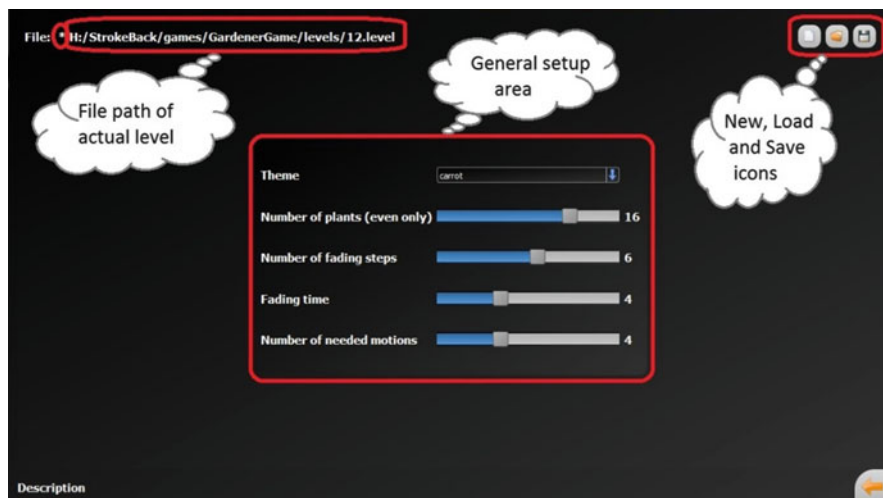 File: * H:/StrokeBack/games/GardenerGame/levels/12.level
File path of
actual level
General setup
area
New, Load
and Save
icons
Theme carrot
Number of plants (even only) 16
Number of fading steps 6
Fading time 4
Number of needed motions 4
Description